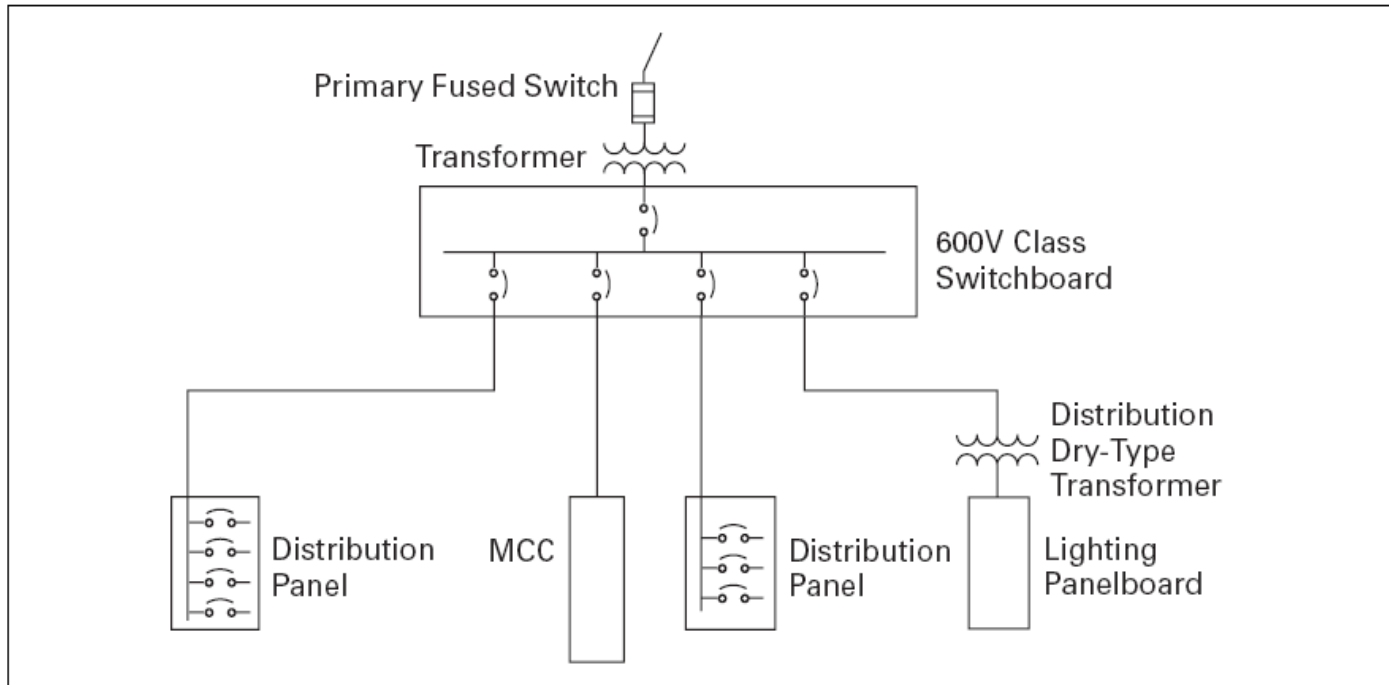 Primary Fused Switch
Transformer
600V Class
Switchboard
Distribution
Dry-Type
Transformer
Distribution
Panel
MCC
Distribution
Panel
Lighting
Panelboard